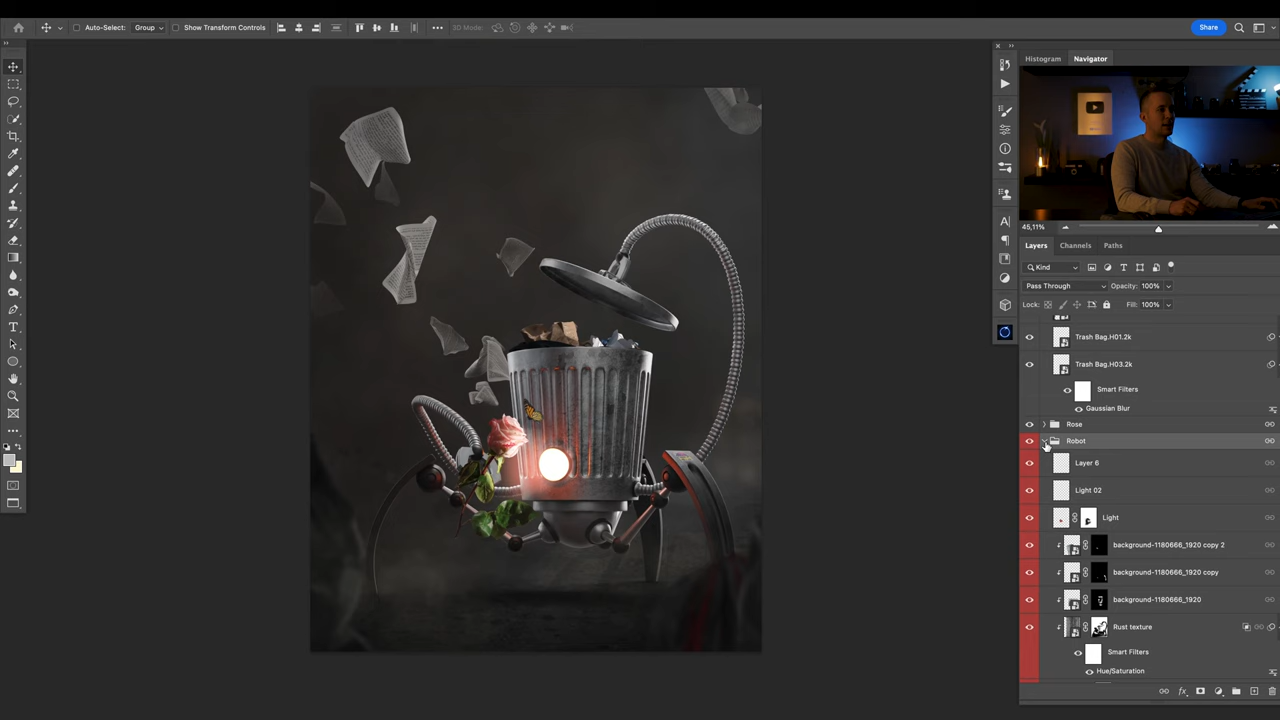 Auto-Select: Group Show Transform Controls 3D Mode: Share
Histogram Navigator
45,11%
Layers Channels Paths
Kind
Pass Through Opacity: 100%
Lock: Fill: 100%
Trash Bag.H01.2k
Trash Bag.H03.2k
Smart Filters
Gaussian Blur
Rose
Robot
Layer 6
Light 02
Light
background-1180666_1920 copy 2
background-1180666_1920 copy
background-1180666_1920
Rust texture
Smart Filters
Hue/Saturation